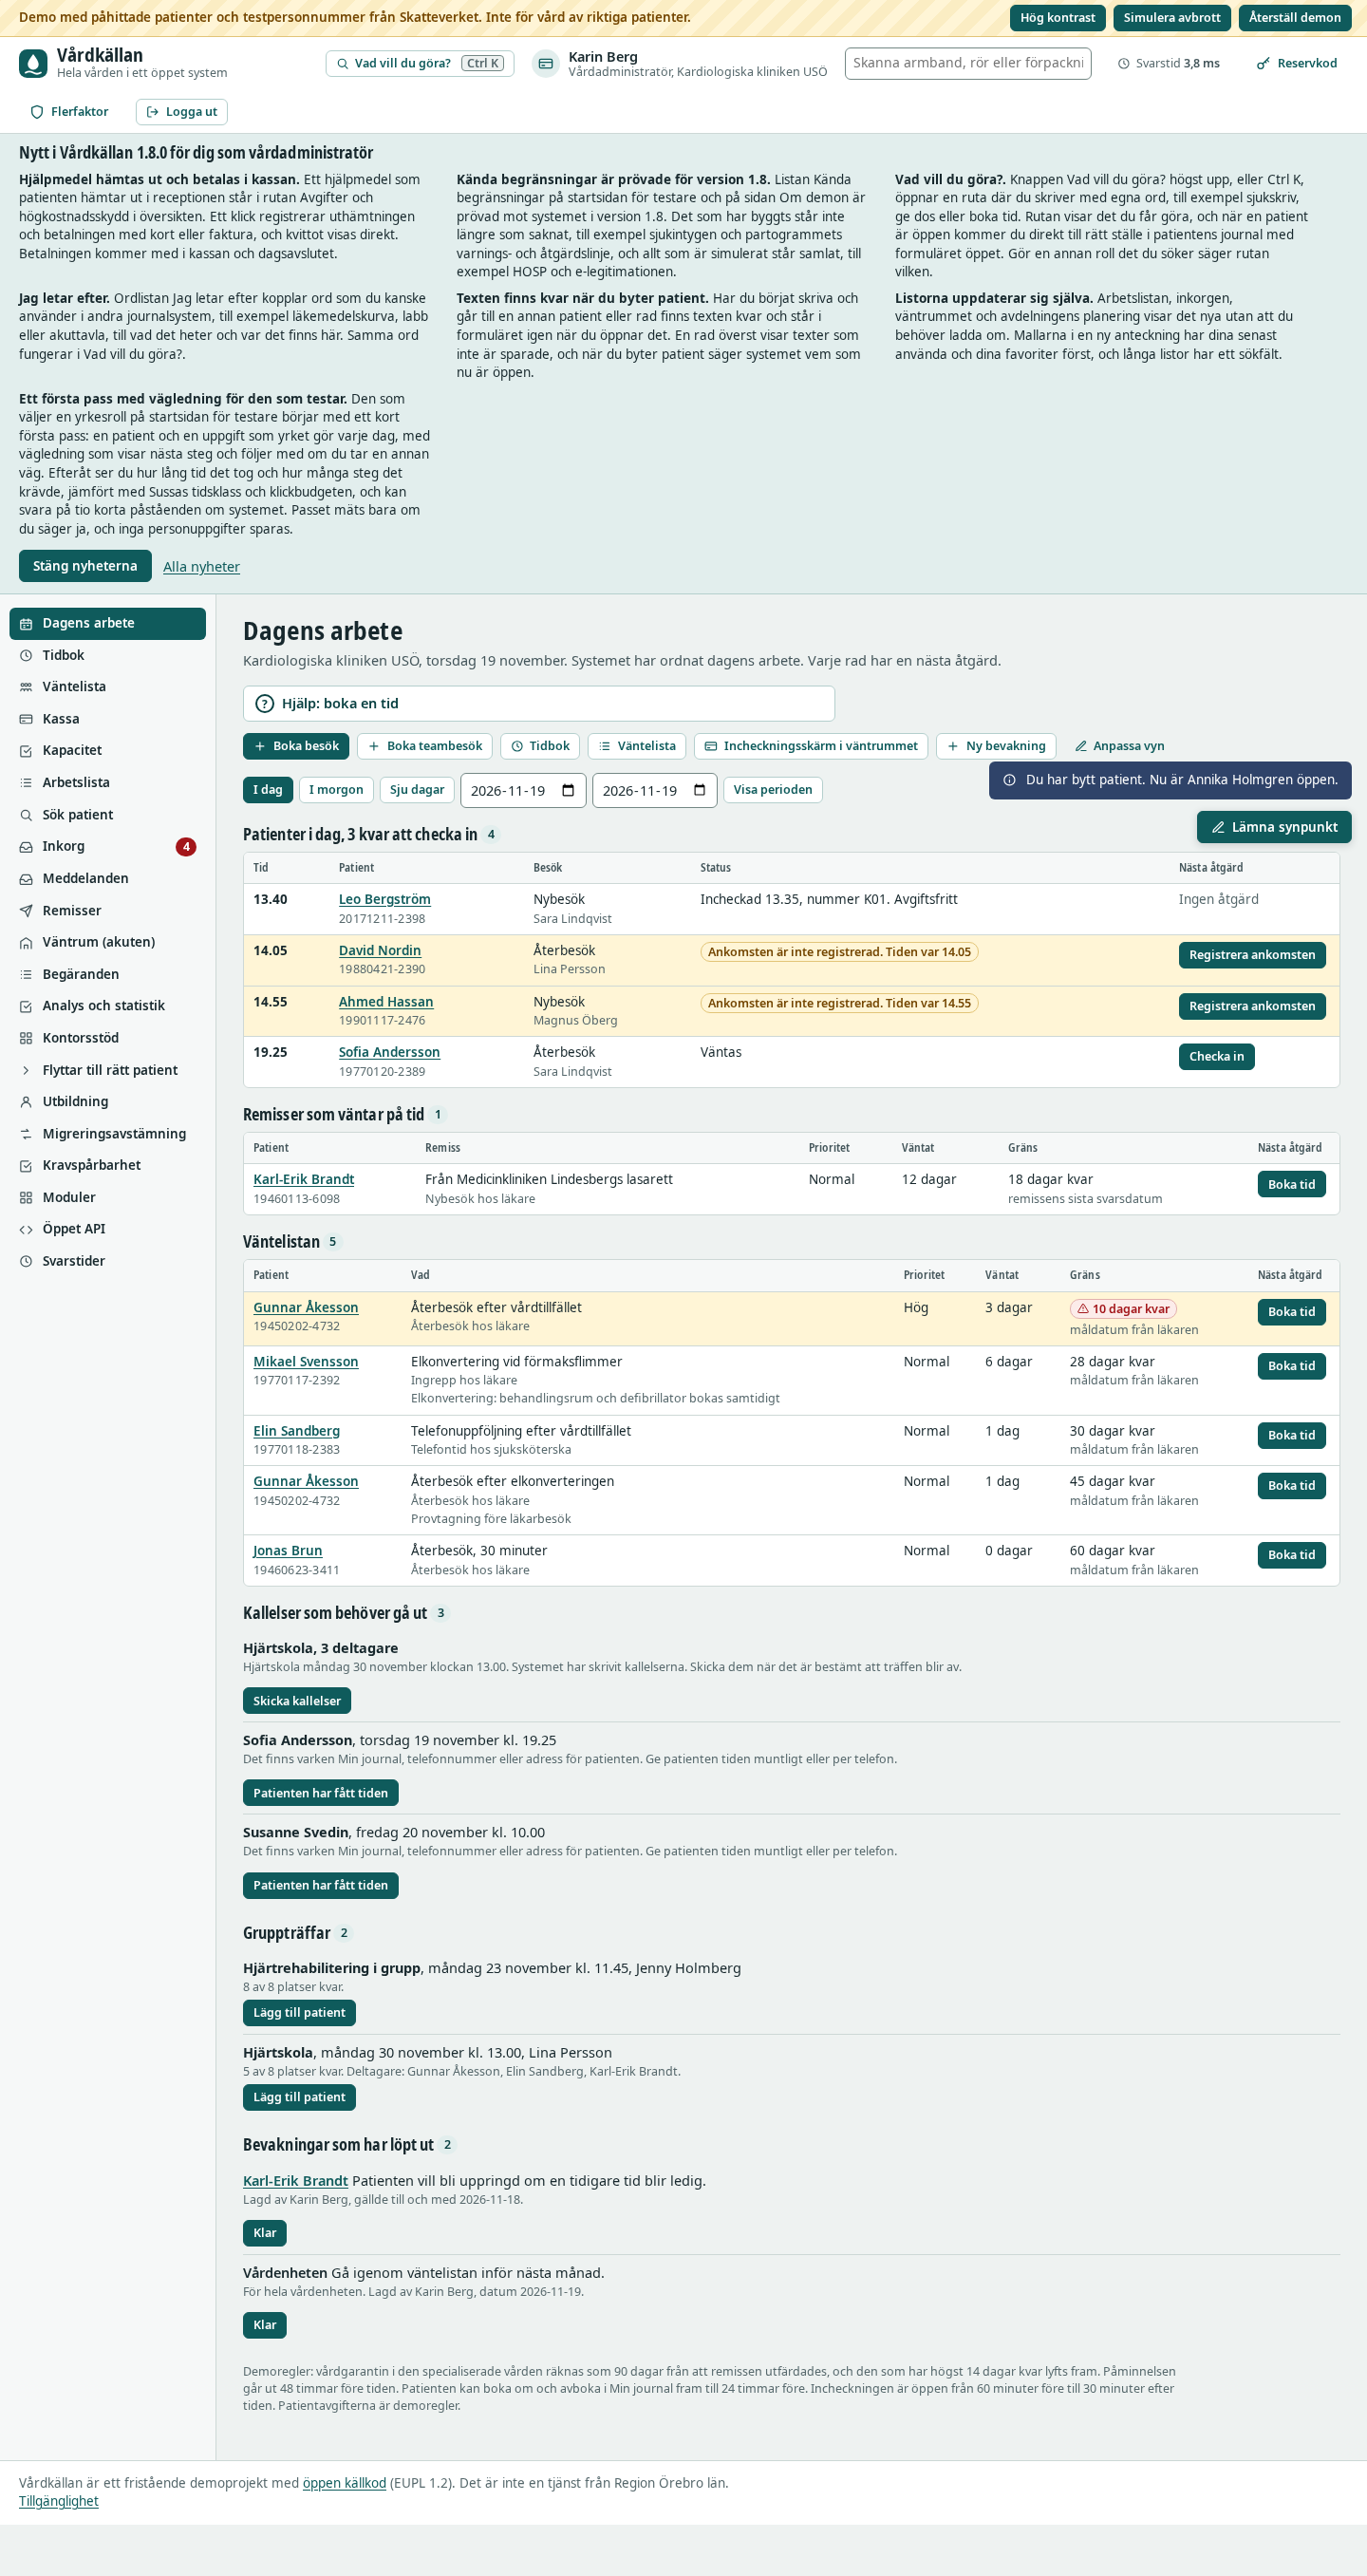 Demo med påhittade patienter och testpersonnummer från Skatteverket. Inte för vård av riktiga patienter.
Hög kontrast
Simulera avbrott
Återställ demon
Vårdkällan
Hela vården i ett öppet system
Vad vill du göra? Ctrl K
Karin Berg
Vårdadministratör, Kardiologiska kliniken USÖ
Skanna armband, rör eller förpackni
Svarstid 3,8 ms
Reservkod
Flerfaktor
Logga ut
Nytt i Vårdkällan 1.8.0 för dig som vårdadministratör
Hjälpmedel hämtas ut och betalas i kassan. Ett hjälpmedel som
patienten hämtar ut i receptionen står i rutan Avgifter och
högkostnadsskydd i översikten. Ett klick registrerar uthämtningen
och betalningen med kort eller faktura, och kvittot visas direkt.
Betalningen kommer med i kassan och dagsavslutet.
Kända begränsningar är prövade för version 1.8. Listan Kända
begränsningar på startsidan för testare och på sidan Om demon är
prövad mot systemet i version 1.8. Det som har byggts står inte
längre som saknat, till exempel sjukintygen och partogrammets
varnings- och åtgärdslinje, och allt som är simulerat står samlat, till
exempel HOSP och e-legitimationen.
Vad vill du göra?. Knappen Vad vill du göra? högst upp, eller Ctrl K,
öppnar en ruta där du skriver med egna ord, till exempel sjukskriv,
ge dos eller boka tid. Rutan visar det du får göra, och när en patient
är öppen kommer du direkt till rätt ställe i patientens journal med
formuläret öppet. Gör en annan roll det du söker säger rutan
vilken.
Jag letar efter. Ordlistan Jag letar efter kopplar ord som du kanske
använder i andra journalsystem, till exempel läkemedelskurva, labb
eller akuttavla, till vad det heter och var det finns här. Samma ord
fungerar i Vad vill du göra?.
Texten finns kvar när du byter patient. Har du börjat skriva och
går till en annan patient eller rad finns texten kvar och står i
formuläret igen när du öppnar det. En rad överst visar texter som
inte är sparade, och när du byter patient säger systemet vem som
nu är öppen.
Listorna uppdaterar sig själva. Arbetslistan, inkorgen,
väntrummet och avdelningens planering visar det nya utan att du
behöver ladda om. Mallarna i en ny anteckning har dina senast
använda och dina favoriter först, och långa listor har ett sökfält.
Ett första pass med vägledning för den som testar. Den som
väljer en yrkesroll på startsidan för testare börjar med ett kort
första pass: en patient och en uppgift som yrket gör varje dag, med
vägledning som visar nästa steg och följer med om du tar en annan
väg. Efteråt ser du hur lång tid det tog och hur många steg det
krävde, jämfört med Sussas tidsklass och klickbudgeten, och kan
svara på tio korta påståenden om systemet. Passet mäts bara om
du säger ja, och inga personuppgifter sparas.
Stäng nyheterna
Alla nyheter
Dagens arbete
Tidbok
Väntelista
Kassa
Kapacitet
Arbetslista
Sök patient
Inkorg 4
Meddelanden
Remisser
Väntrum (akuten)
Begäranden
Analys och statistik
Kontorsstöd
Flyttar till rätt patient
Utbildning
Migreringsavstämning
Kravspårbarhet
Moduler
Öppet API
Svarstider
Dagens arbete
Kardiologiska kliniken USÖ, torsdag 19 november. Systemet har ordnat dagens arbete. Varje rad har en nästa åtgärd.
? Hjälp: boka en tid
Boka besök
Boka teambesök
Tidbok
Väntelista
Incheckningsskärm i väntrummet
Ny bevakning
Anpassa vyn
I dag
I morgon
Sju dagar
2026-11-19
2026-11-19
Visa perioden
Du har bytt patient. Nu är Annika Holmgren öppen.
Lämna synpunkt
Patienter i dag, 3 kvar att checka in 4
Tid Patient Besök Status Nästa åtgärd
13.40 Leo Bergström Nybesök Incheckad 13.35, nummer K01. Avgiftsfritt Ingen åtgärd
20171211-2398 Sara Lindqvist
14.05 David Nordin Återbesök Ankomsten är inte registrerad. Tiden var 14.05 Registrera ankomsten
19880421-2390 Lina Persson
14.55 Ahmed Hassan Nybesök Ankomsten är inte registrerad. Tiden var 14.55 Registrera ankomsten
19901117-2476 Magnus Öberg
19.25 Sofia Andersson Återbesök Väntas Checka in
19770120-2389 Sara Lindqvist
Remisser som väntar på tid 1
Patient Remiss Prioritet Väntat Gräns Nästa åtgärd
Karl-Erik Brandt Från Medicinkliniken Lindesbergs lasarett Normal 12 dagar 18 dagar kvar Boka tid
19460113-6098 Nybesök hos läkare remissens sista svarsdatum
Väntelistan 5
Patient Vad Prioritet Väntat Gräns Nästa åtgärd
Gunnar Åkesson Återbesök efter vårdtillfället Hög 3 dagar 10 dagar kvar Boka tid
19450202-4732 Återbesök hos läkare måldatum från läkaren
Mikael Svensson Elkonvertering vid förmaksflimmer Normal 6 dagar 28 dagar kvar Boka tid
19770117-2392 Ingrepp hos läkare måldatum från läkaren
Elkonvertering: behandlingsrum och defibrillator bokas samtidigt
Elin Sandberg Telefonuppföljning efter vårdtillfället Normal 1 dag 30 dagar kvar Boka tid
19770118-2383 Telefontid hos sjuksköterska måldatum från läkaren
Gunnar Åkesson Återbesök efter elkonverteringen Normal 1 dag 45 dagar kvar Boka tid
19450202-4732 Återbesök hos läkare måldatum från läkaren
Provtagning före läkarbesök
Jonas Brun Återbesök, 30 minuter Normal 0 dagar 60 dagar kvar Boka tid
19460623-3411 Återbesök hos läkare måldatum från läkaren
Kallelser som behöver gå ut 3
Hjärtskola, 3 deltagare
Hjärtskola måndag 30 november klockan 13.00. Systemet har skrivit kallelserna. Skicka dem när det är bestämt att träffen blir av.
Skicka kallelser
Sofia Andersson, torsdag 19 november kl. 19.25
Det finns varken Min journal, telefonnummer eller adress för patienten. Ge patienten tiden muntligt eller per telefon.
Patienten har fått tiden
Susanne Svedin, fredag 20 november kl. 10.00
Det finns varken Min journal, telefonnummer eller adress för patienten. Ge patienten tiden muntligt eller per telefon.
Patienten har fått tiden
Gruppträffar 2
Hjärtrehabilitering i grupp, måndag 23 november kl. 11.45, Jenny Holmberg
8 av 8 platser kvar.
Lägg till patient
Hjärtskola, måndag 30 november kl. 13.00, Lina Persson
5 av 8 platser kvar. Deltagare: Gunnar Åkesson, Elin Sandberg, Karl-Erik Brandt.
Lägg till patient
Bevakningar som har löpt ut 2
Karl-Erik Brandt Patienten vill bli uppringd om en tidigare tid blir ledig.
Lagd av Karin Berg, gällde till och med 2026-11-18.
Klar
Vårdenheten Gå igenom väntelistan inför nästa månad.
För hela vårdenheten. Lagd av Karin Berg, datum 2026-11-19.
Klar
Demoregler: vårdgarantin i den specialiserade vården räknas som 90 dagar från att remissen utfärdades, och den som har högst 14 dagar kvar lyfts fram. Påminnelsen
går ut 48 timmar före tiden. Patienten kan boka om och avboka i Min journal fram till 24 timmar före. Incheckningen är öppen från 60 minuter före till 30 minuter efter
tiden. Patientavgifterna är demoregler.
Vårdkällan är ett fristående demoprojekt med öppen källkod (EUPL 1.2). Det är inte en tjänst från Region Örebro län.
Tillgänglighet